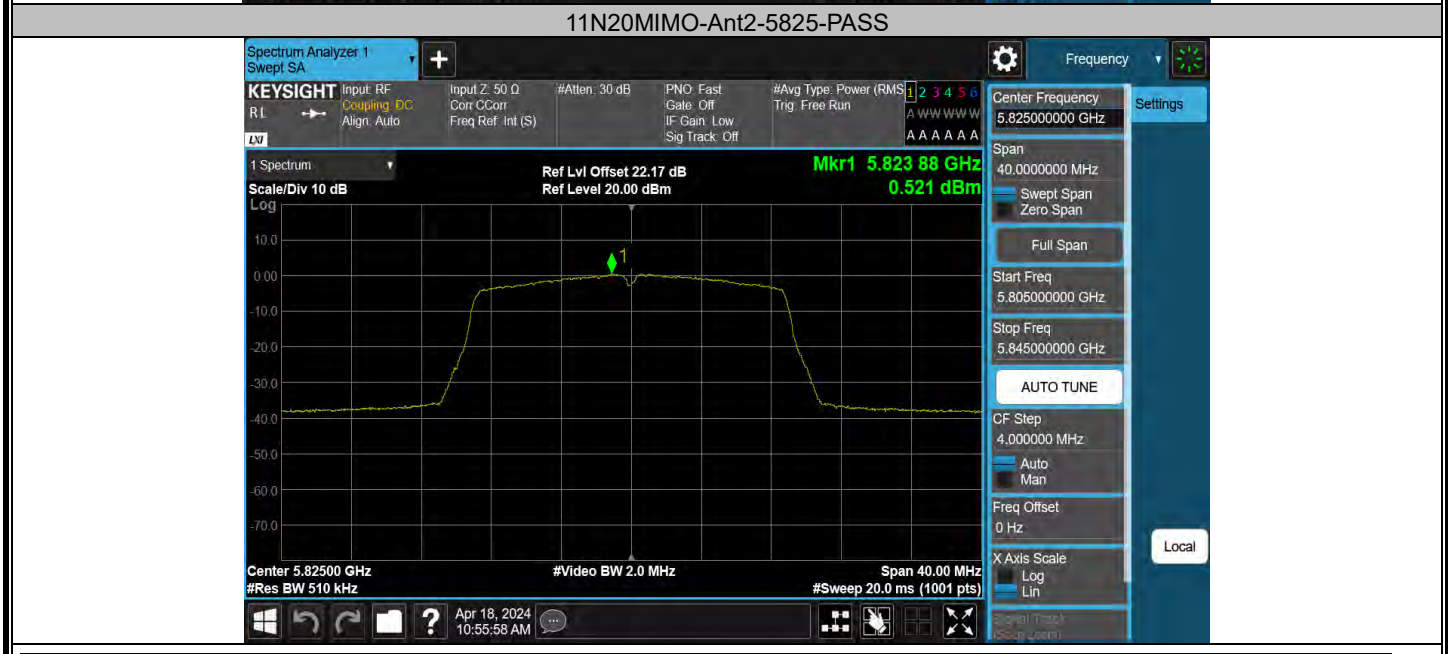 11N20MIMO-Ant2-5825-PASS
Spectrum Analyzer 1
Swept SA
+
Frequency
KEYSIGHT
RL
LXI
Input: RF
Coupling: DC
Align: Auto
Input Z: 50 Ω
Corr CCorr
Freq Ref: Int (S)
#Atten: 30 dB
PNO: Fast
Gate: Off
IF Gain: Low
Sig Track: Off
#Avg Type: Power (RMS
Trig: Free Run
1 2 3 4 5 6
A W W W W W
A A A A A A
Center Frequency
5.825000000 GHz
Settings
Span
40.0000000 MHz
Swept Span
Zero Span
Full Span
Start Freq
5.805000000 GHz
Stop Freq
5.845000000 GHz
AUTO TUNE
CF Step
4.000000 MHz
Auto
Man
Freq Offset
0 Hz
X Axis Scale
Log
Lin
Signal Track
(Span Zoom)
Local
1 Spectrum
Scale/Div 10 dB
Log
Ref Lvl Offset 22.17 dB
Ref Level 20.00 dBm
Mkr1 5.823 88 GHz
0.521 dBm
1
10.0
0.00
-10.0
-20.0
-30.0
-40.0
-50.0
-60.0
-70.0
Center 5.82500 GHz
#Res BW 510 kHz
#Video BW 2.0 MHz
Span 40.00 MHz
#Sweep 20.0 ms (1001 pts)
?
Apr 18, 2024
10:55:58 AM